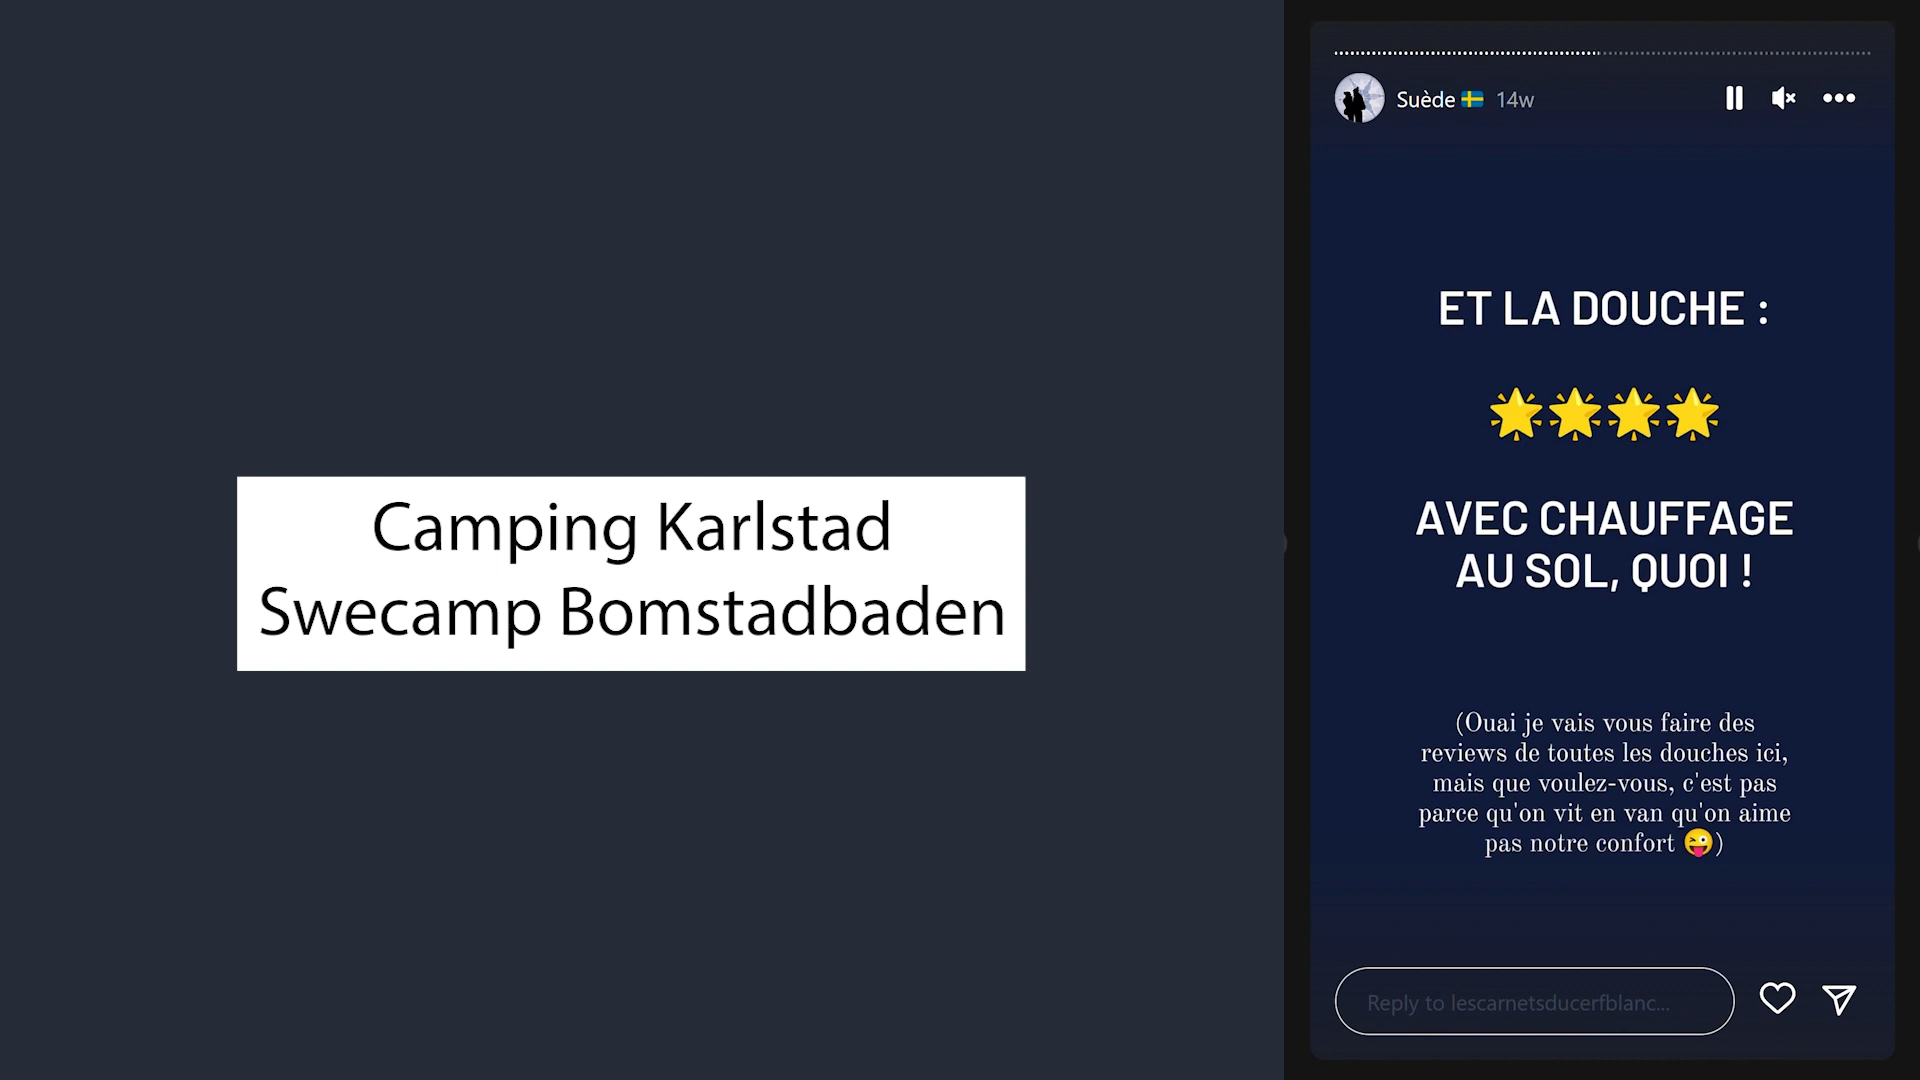 Camping Karlstad
Swecamp Bomstadbaden
Suède 🇸🇪 14w
ET LA DOUCHE :
🌟🌟🌟🌟
AVEC CHAUFFAGE
AU SOL, QUOI !
(Ouai je vais vous faire des
reviews de toutes les douches ici,
mais que voulez-vous, c'est pas
parce qu'on vit en van qu'on aime
pas notre confort 😜)
Reply to lescarnetsducerfblanc...